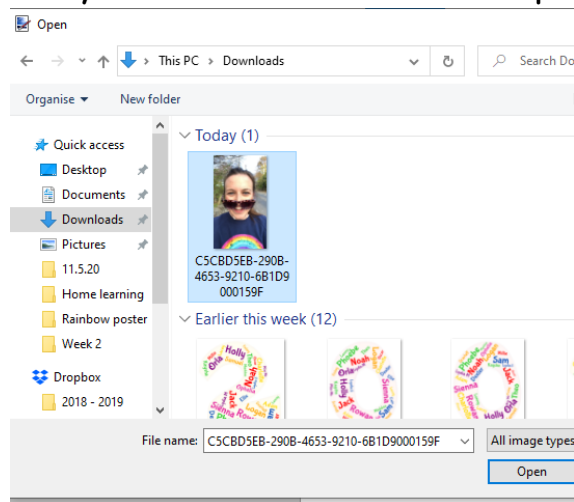 Open
This PC > Downloads
Search Do
Organise
New folder
Quick access
Desktop
Documents
Downloads
Pictures
11.5.20
Home learning
Rainbow poster
Week 2
Dropbox
2018 - 2019
Today (1)
C5CBD5EB-290B-
4653-9210-6B1D9
000159F
Earlier this week (12)
File name: C5CBD5EB-290B-4653-9210-6B1D9000159F
All image types
Open